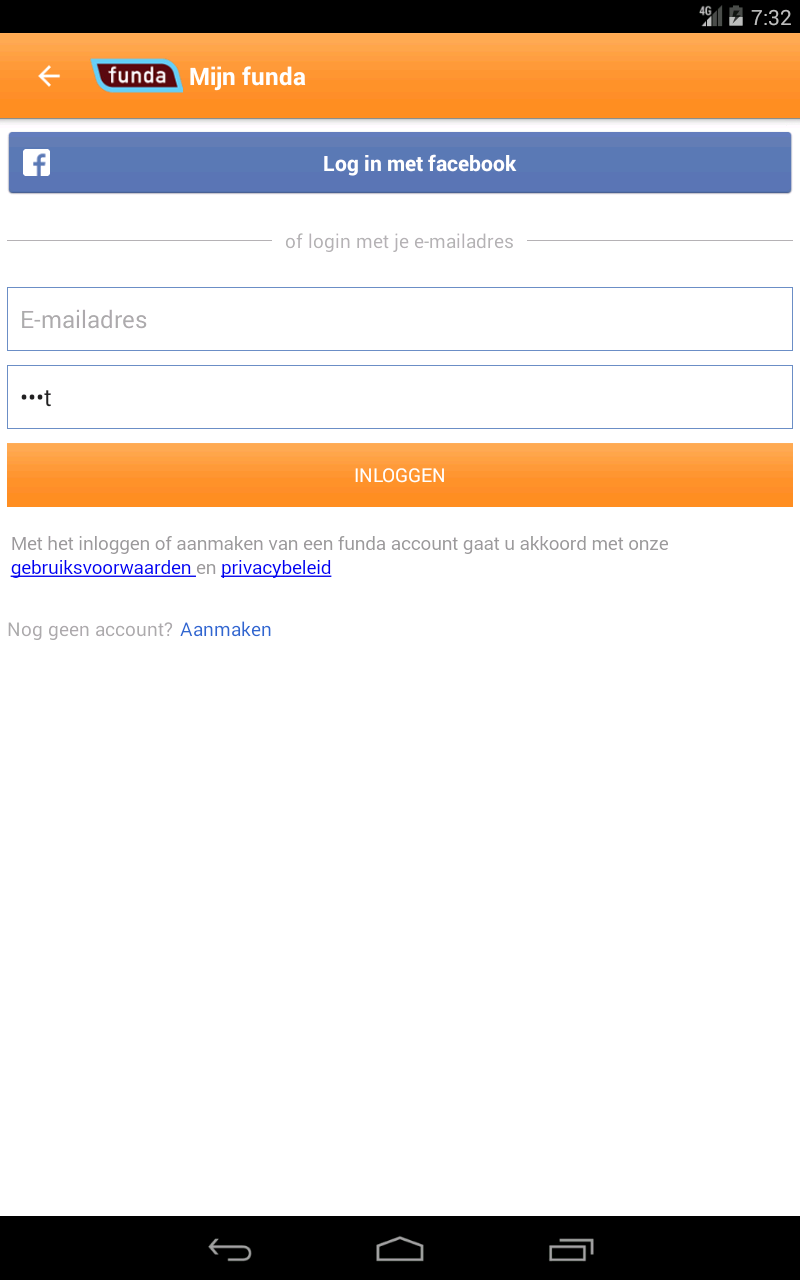 4G 7:32
funda Mijn funda
Log in met facebook
of login met je e-mailadres
E-mailadres
•••t
INLOGGEN
Met het inloggen of aanmaken van een funda account gaat u akkoord met onze
gebruiksvoorwaarden en privacybeleid
Nog geen account? Aanmaken